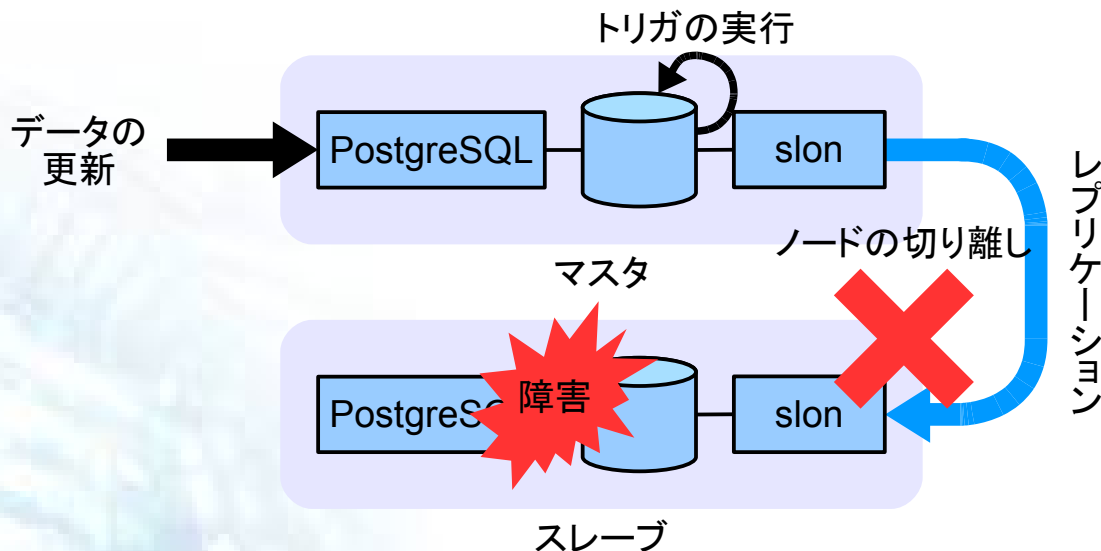 トリガの実行
データの
更新
PostgreSQL
slon
レプリケーション
ノードの切り離し
マスタ
PostgreSQ
障害
slon
スレーブ